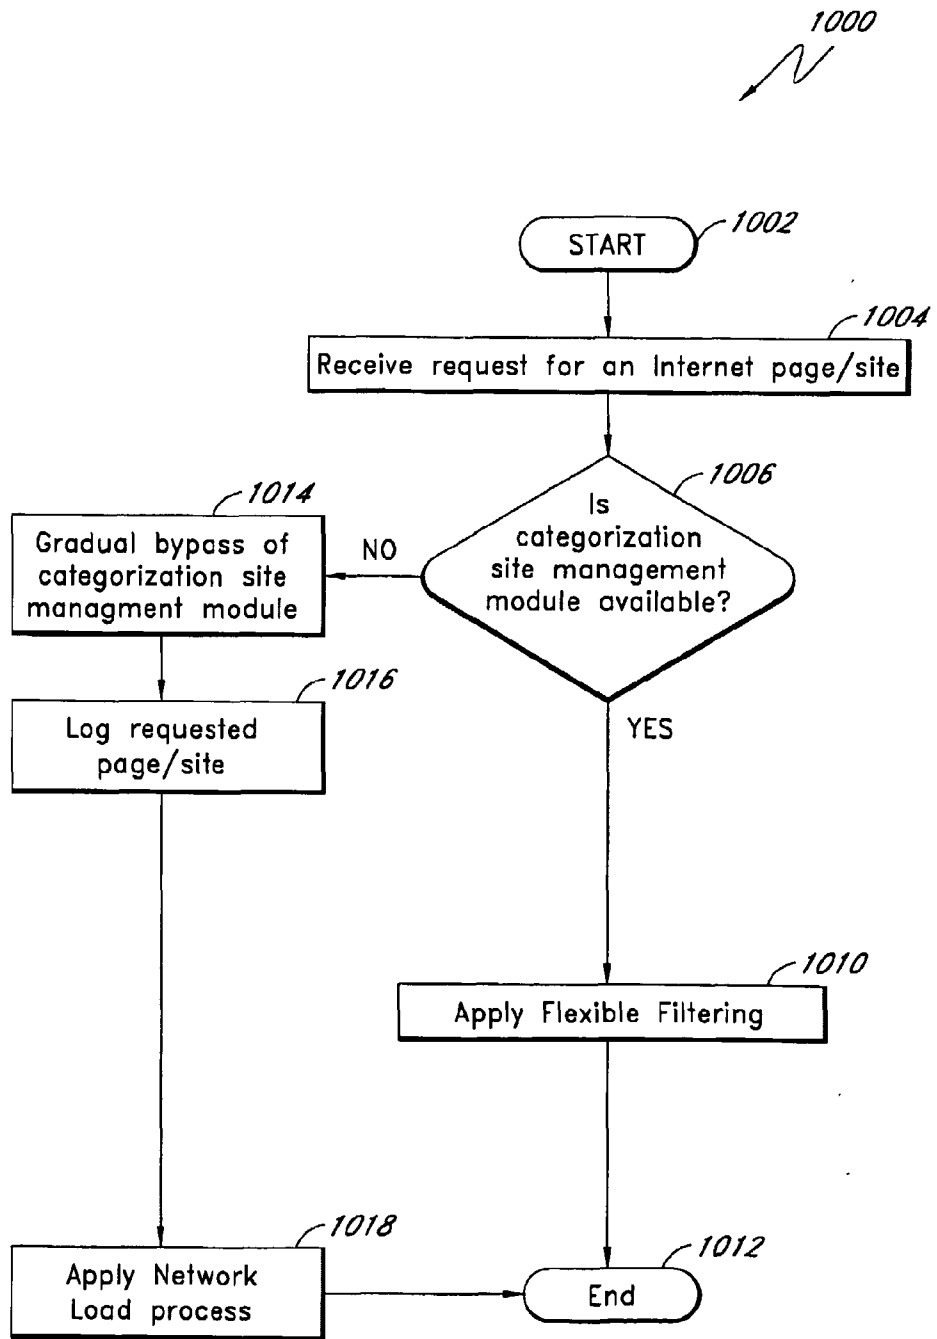 1000
1002
START
1004
Receive request for an Internet page/site
1006
Is
categorization
site management
module available?
NO
1014
Gradual bypass of
categorization site
managment module
1016
Log requested
page/site
YES
1010
Apply Flexible Filtering
1018
Apply Network
Load process
1012
End